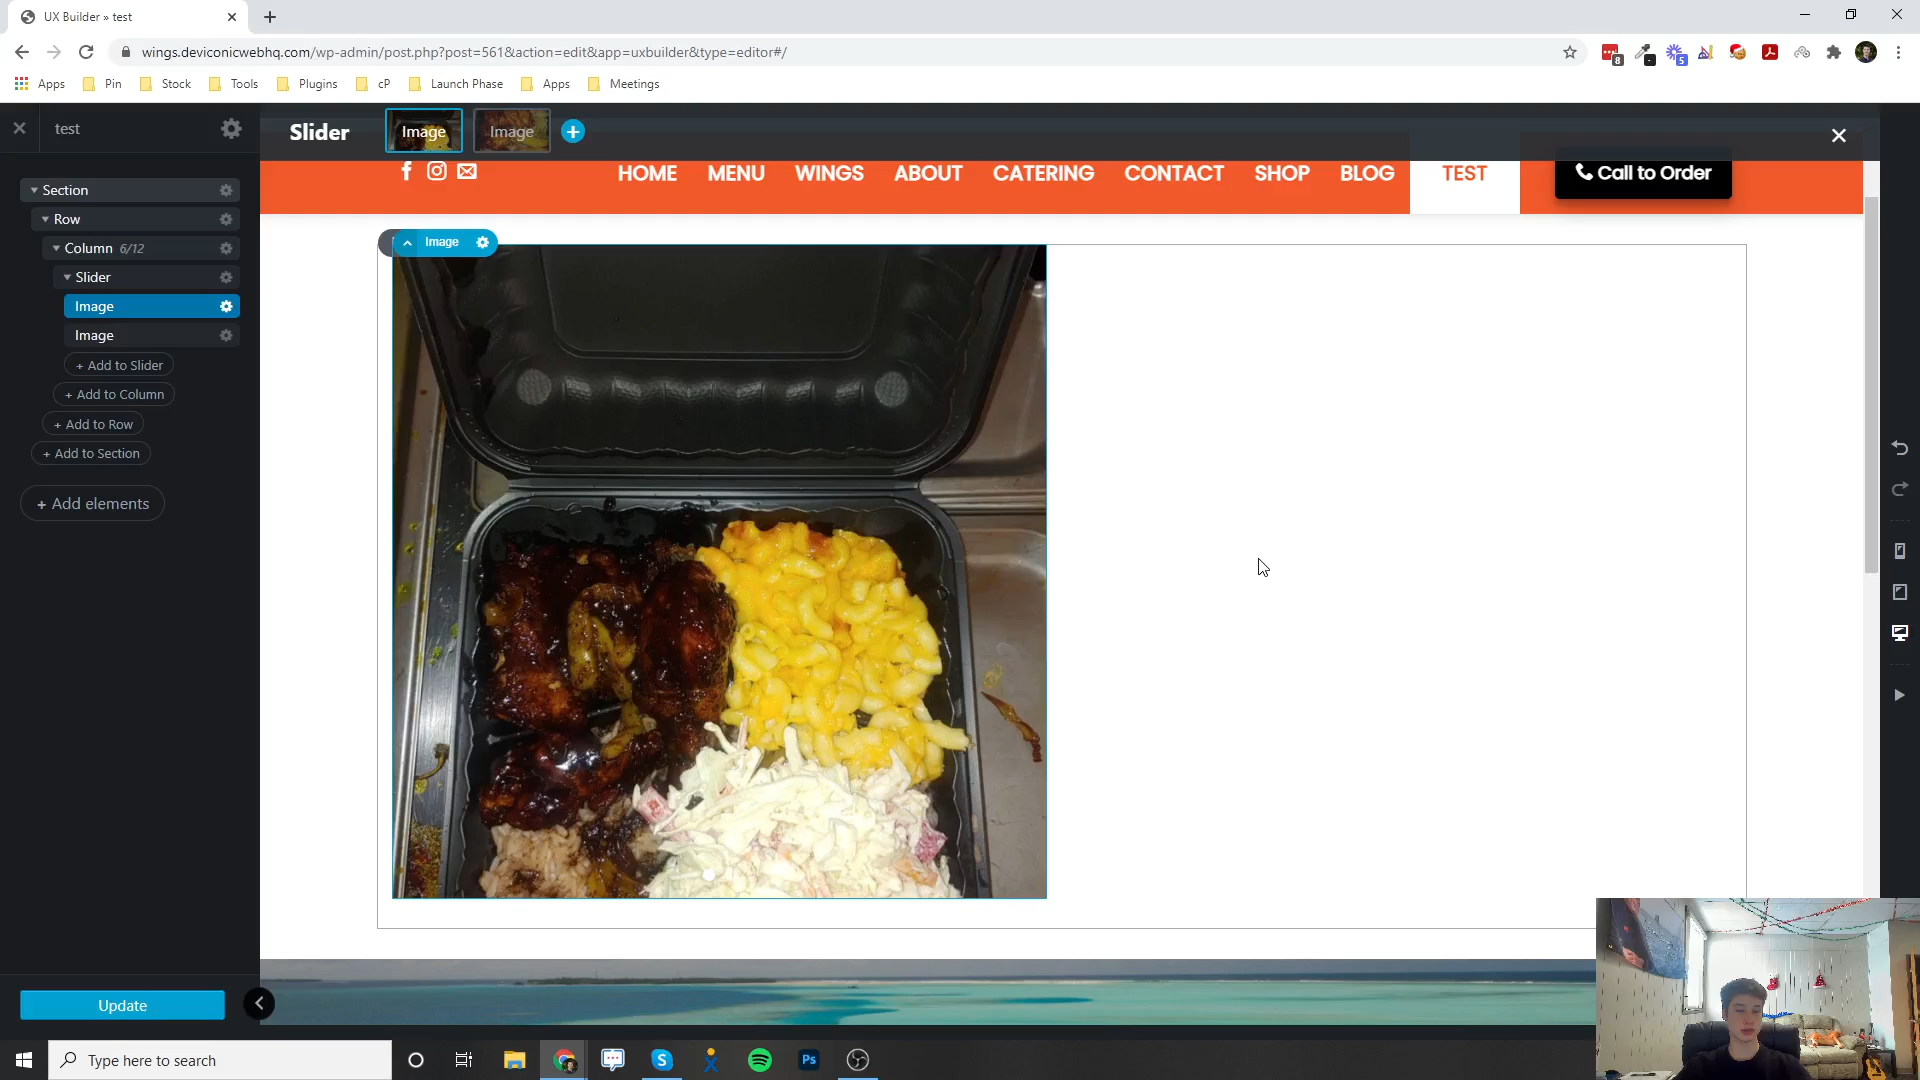 UX Builder » test
wings.deviconicwebhq.com/wp-admin/post.php?post=561&action=edit&app=uxbuilder&type=editor#/
8
5
Apps Pin Stock Tools Plugins cP Launch Phase Apps Meetings
test
Slider Image Image
HOME MENU WINGS ABOUT CATERING CONTACT SHOP BLOG TEST Call to Order
Section
Row
Column 6/12
Slider
Image
Image
+ Add to Slider
+ Add to Column
+ Add to Row
+ Add to Section
+ Add elements
Image
Update
Type here to search
S
Ps